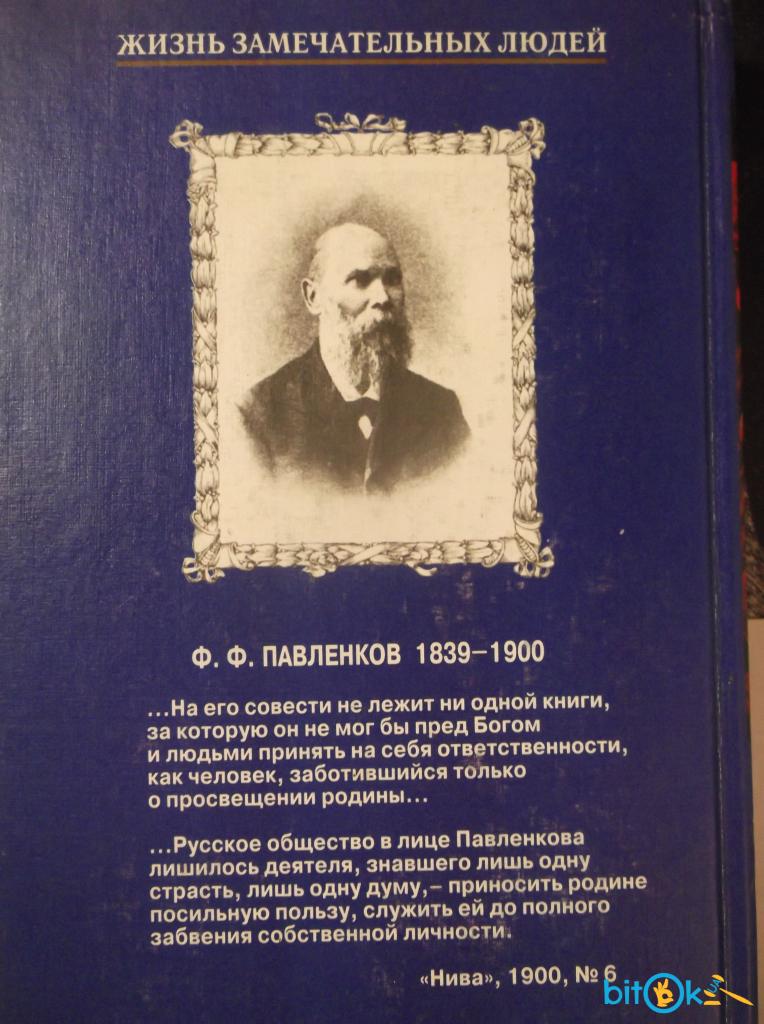 ЖИЗНЬ ЗАМЕЧАТЕЛЬНЫХ ЛЮДЕЙ
Ф. Ф. ПАВЛЕНКОВ 1839–1900
...На его совести не лежит ни одной книги,
за которую он не мог бы пред Богом
и людьми принять на себя ответственности,
как человек, заботившийся только
о просвещении родины...
...Русское общество в лице Павленкова
лишилось деятеля, знавшего лишь одну
страсть, лишь одну думу,– приносить родине
посильную пользу, служить ей до полного
забвения собственной личности.
«Нива», 1900, № 6
bitOk UA